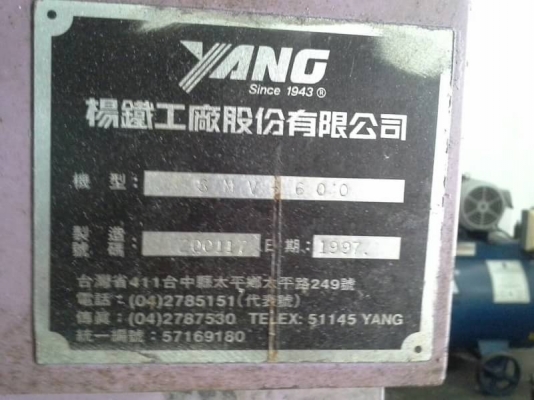 YANG
Since 1943 ®
楊鐵工廠股份有限公司
機 型: SMV-600
製造號碼: Z0011 日期: 1997.
台灣省411台中縣太平鄉太平路249號
電話:(04)2785151(代表號)
傳真:(04)2787530 TELEX: 51145 YANG
統一編號:57169180